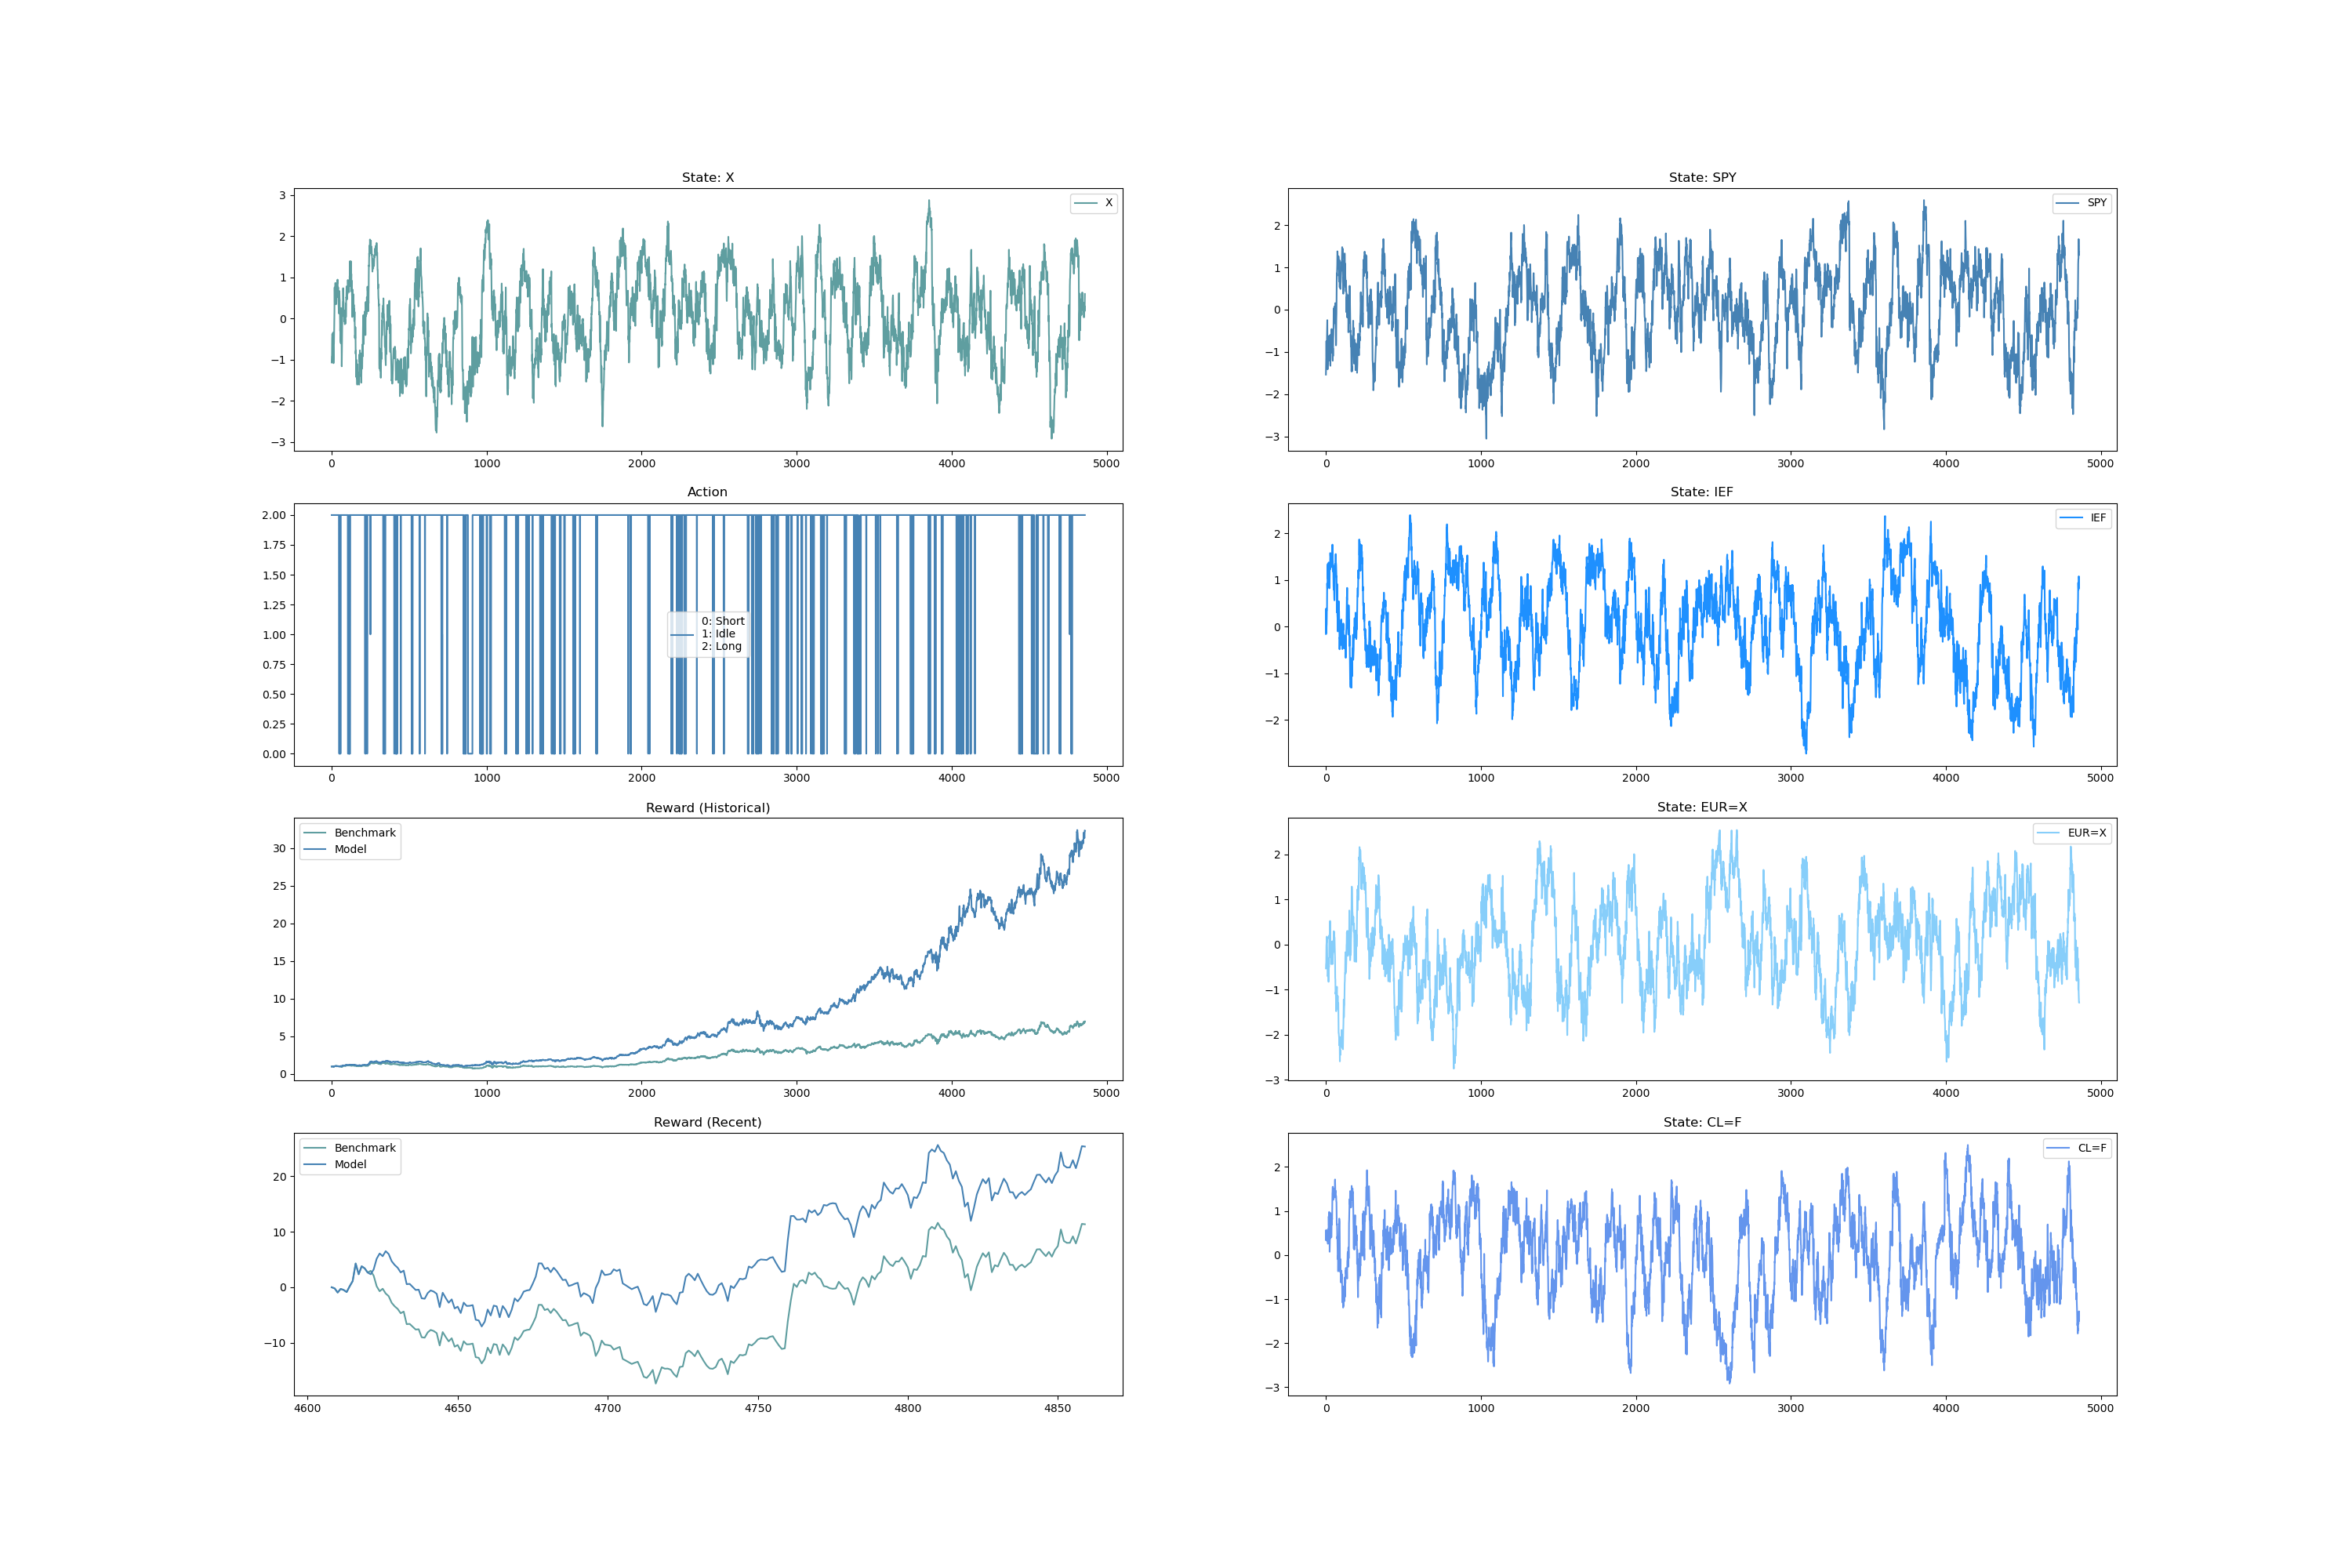 State: X
3
2
1
0
−1
−2
−3
0 1000 2000 3000 4000 5000
X
State: SPY
2
1
0
−1
−2
−3
0 1000 2000 3000 4000 5000
SPY
Action
2.00
1.75
1.50
1.25
1.00
0.75
0.50
0.25
0.00
0 1000 2000 3000 4000 5000
0: Short
1: Idle
2: Long
State: IEF
2
1
0
−1
−2
0 1000 2000 3000 4000 5000
IEF
Reward (Historical)
Benchmark
Model
30
25
20
15
10
5
0
0 1000 2000 3000 4000 5000
State: EUR=X
2
1
0
−1
−2
−3
0 1000 2000 3000 4000 5000
EUR=X
Reward (Recent)
Benchmark
Model
20
10
0
−10
4600 4650 4700 4750 4800 4850
State: CL=F
2
1
0
−1
−2
−3
0 1000 2000 3000 4000 5000
CL=F